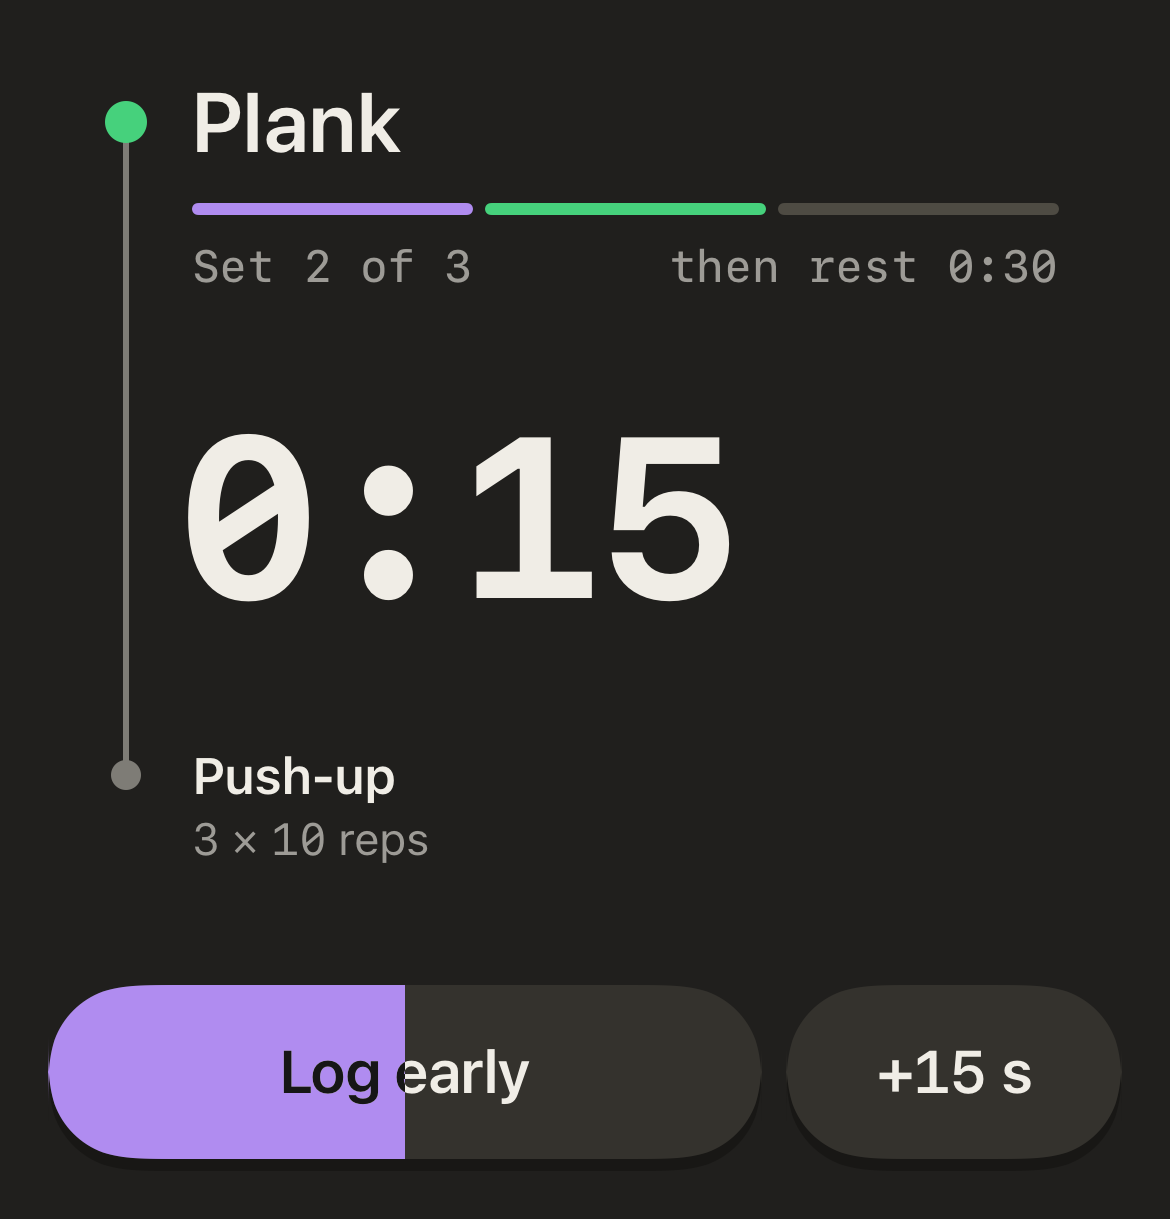 Plank
Set 2 of 3 then rest 0:30
0:15
Push-up
3 × 10 reps
Log early +15 s